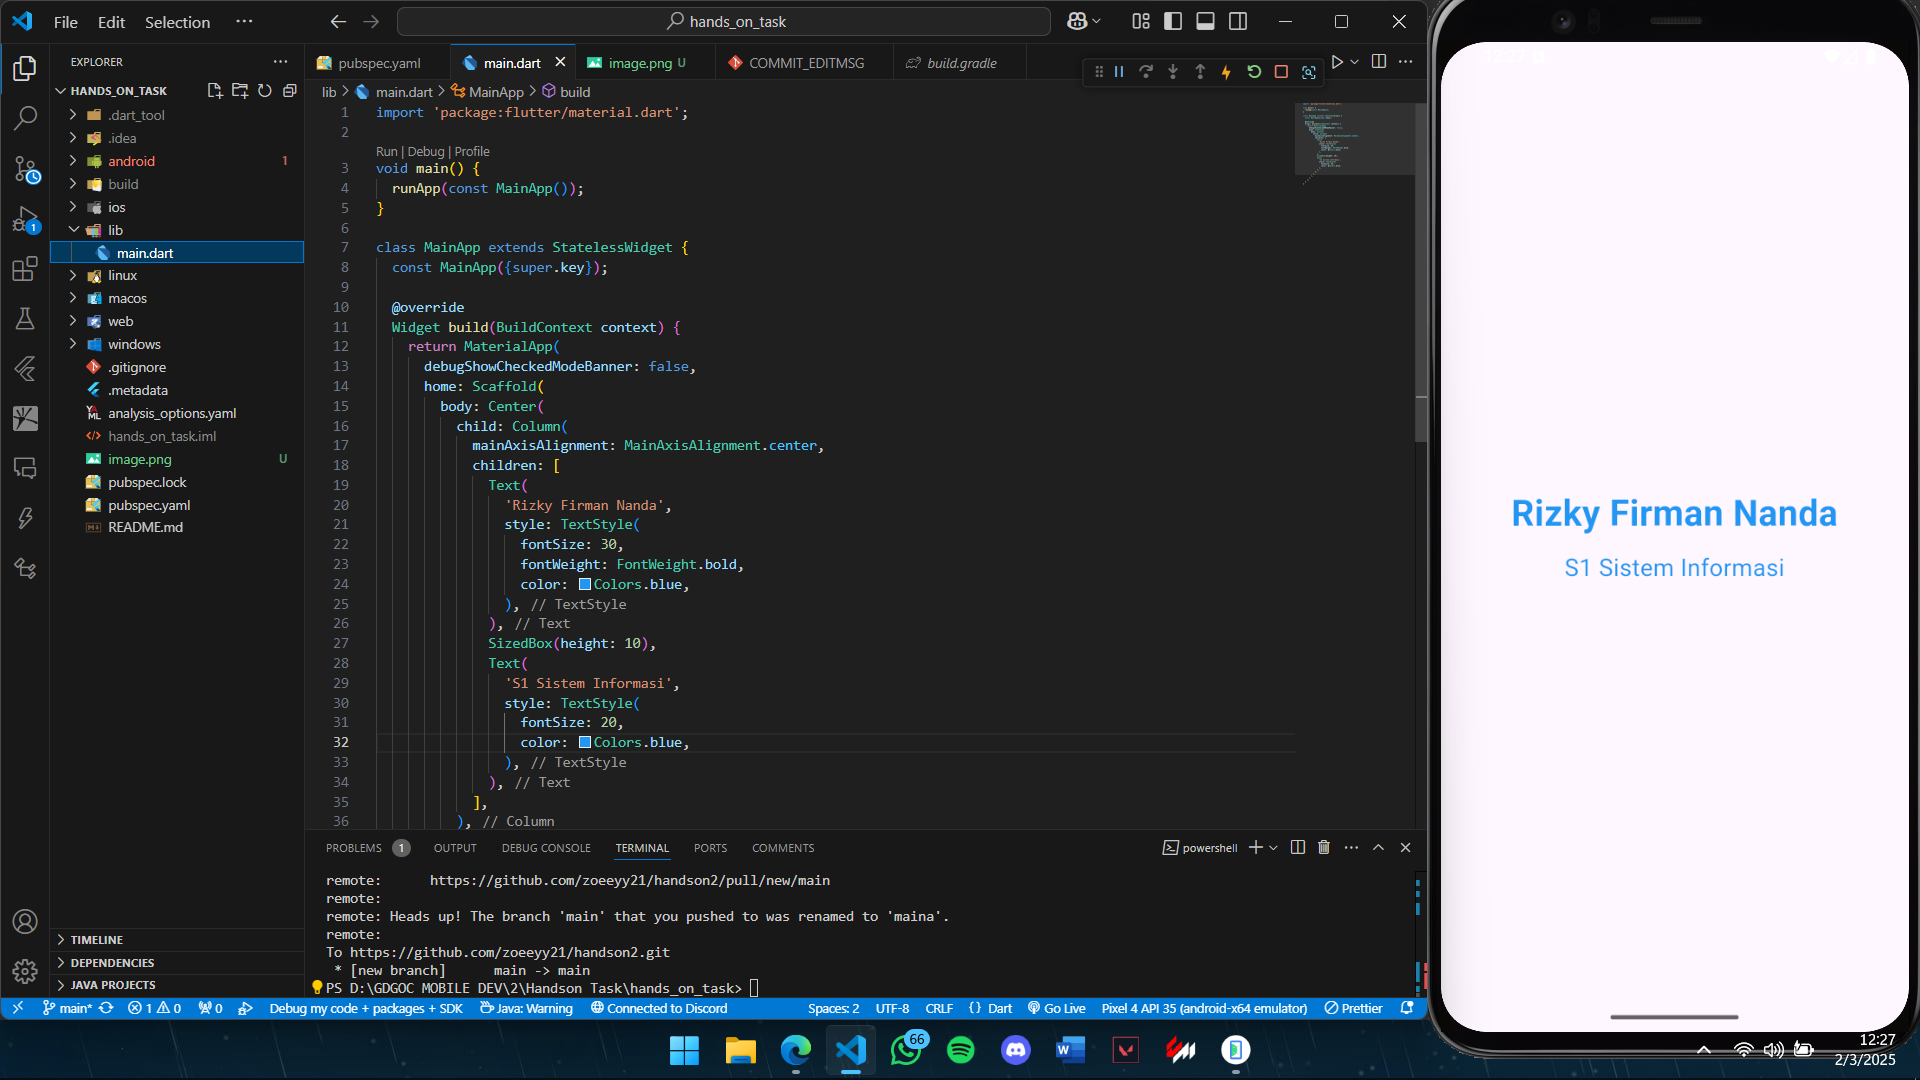 File Edit Selection ··· hands_on_task
EXPLORER
HANDS_ON_TASK
.dart_tool
.idea
android 1
build
ios
lib
main.dart
linux
macos
web
windows
.gitignore
.metadata
analysis_options.yaml
hands_on_task.iml
image.png U
pubspec.lock
pubspec.yaml
README.md
TIMELINE
DEPENDENCIES
JAVA PROJECTS
1
pubspec.yaml main.dart image.png U COMMIT_EDITMSG build.gradle
lib > main.dart > MainApp > build
1 import 'package:flutter/material.dart';
2
Run | Debug | Profile
3 void main() {
4 runApp(const MainApp());
5 }
6
7 class MainApp extends StatelessWidget {
8 const MainApp({super.key});
9
10 @override
11 Widget build(BuildContext context) {
12 return MaterialApp(
13 debugShowCheckedModeBanner: false,
14 home: Scaffold(
15 body: Center(
16 child: Column(
17 mainAxisAlignment: MainAxisAlignment.center,
18 children: [
19 Text(
20 'Rizky Firman Nanda',
21 style: TextStyle(
22 fontSize: 30,
23 fontWeight: FontWeight.bold,
24 color: Colors.blue,
25 ), // TextStyle
26 ), // Text
27 SizedBox(height: 10),
28 Text(
29 'S1 Sistem Informasi',
30 style: TextStyle(
31 fontSize: 20,
32 color: Colors.blue,
33 ), // TextStyle
34 ), // Text
35 ],
36 ), // Column
PROBLEMS 1 OUTPUT DEBUG CONSOLE TERMINAL PORTS COMMENTS powershell
remote: https://github.com/zoeeyy21/handson2/pull/new/main
remote:
remote: Heads up! The branch 'main' that you pushed to was renamed to 'maina'.
remote:
To https://github.com/zoeeyy21/handson2.git
* [new branch] main -> main
PS D:\GDGOC MOBILE DEV\2\Handson Task\hands_on_task>
main* 1 0 0 Debug my code + packages + SDK Java: Warning Connected to Discord Spaces: 2 UTF-8 CRLF {} Dart Go Live Pixel 4 API 35 (android-x64 emulator) Prettier
Rizky Firman Nanda
S1 Sistem Informasi
66
12:27
2/3/2025